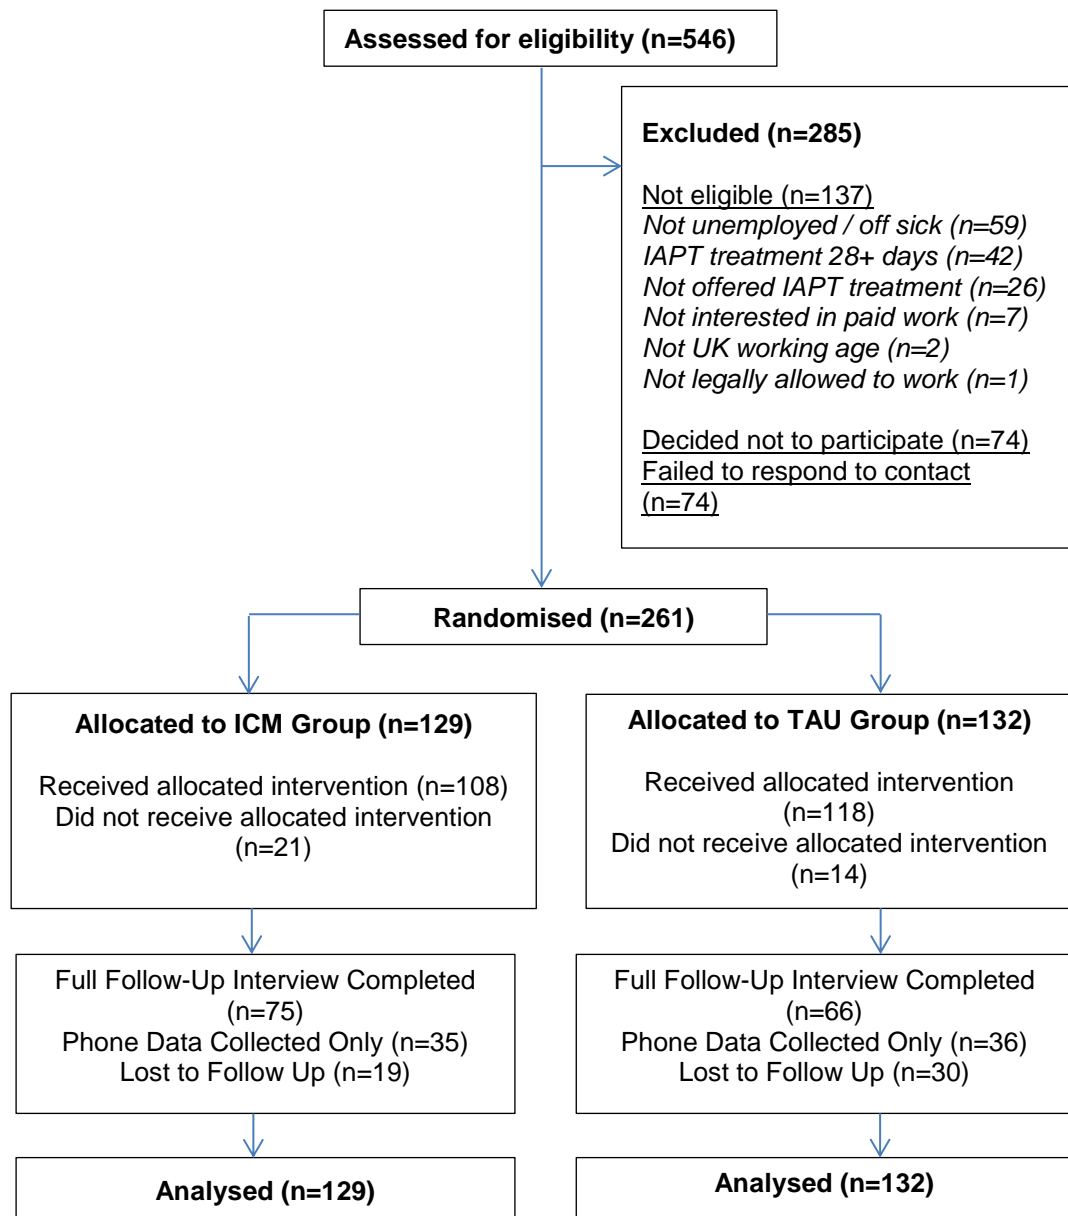 Assessed for eligibility (n=546)
Excluded (n=285)
Not eligible (n=137)
Not unemployed / off sick (n=59)
IAPT treatment 28+ days (n=42)
Not offered IAPT treatment (n=26)
Not interested in paid work (n=7)
Not UK working age (n=2)
Not legally allowed to work (n=1)
Decided not to participate (n=74)
Failed to respond to contact
(n=74)
Randomised (n=261)
Allocated to ICM Group (n=129)
Received allocated intervention (n=108)
Did not receive allocated intervention
(n=21)
Allocated to TAU Group (n=132)
Received allocated intervention
(n=118)
Did not receive allocated intervention
(n=14)
Full Follow-Up Interview Completed
(n=75)
Phone Data Collected Only (n=35)
Lost to Follow Up (n=19)
Full Follow-Up Interview Completed
(n=66)
Phone Data Collected Only (n=36)
Lost to Follow Up (n=30)
Analysed (n=129)
Analysed (n=132)